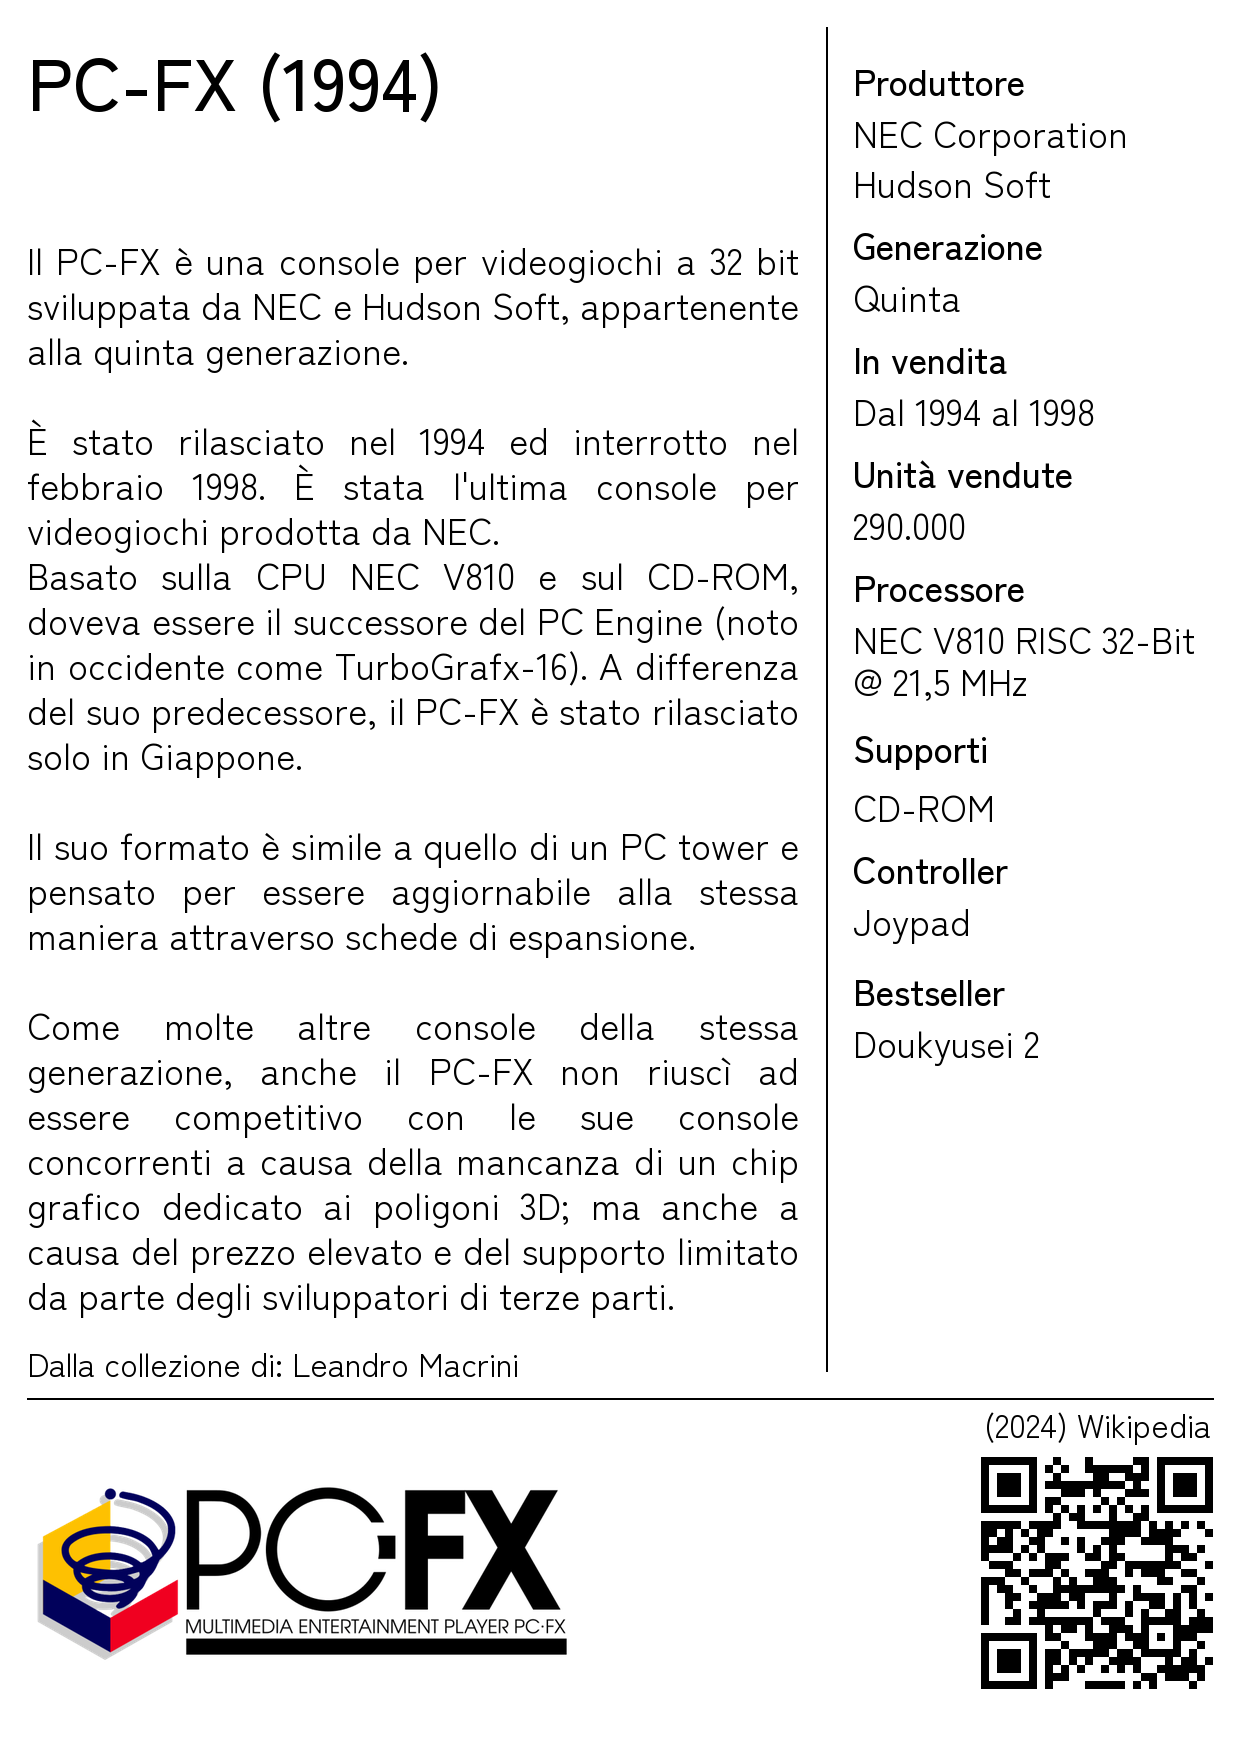 PC-FX (1994)
Il PC-FX è una console per videogiochi a 32 bit
sviluppata da NEC e Hudson Soft, appartenente
alla quinta generazione.
È stato rilasciato nel 1994 ed interrotto nel
febbraio 1998. È stata l'ultima console per
videogiochi prodotta da NEC.
Basato sulla CPU NEC V810 e sul CD-ROM,
doveva essere il successore del PC Engine (noto
in occidente come TurboGrafx-16). A differenza
del suo predecessore, il PC-FX è stato rilasciato
solo in Giappone.
Il suo formato è simile a quello di un PC tower e
pensato per essere aggiornabile alla stessa
maniera attraverso schede di espansione.
Come molte altre console della stessa
generazione, anche il PC-FX non riuscì ad
essere competitivo con le sue console
concorrenti a causa della mancanza di un chip
grafico dedicato ai poligoni 3D; ma anche a
causa del prezzo elevato e del supporto limitato
da parte degli sviluppatori di terze parti.
Dalla collezione di: Leandro Macrini
Produttore
NEC Corporation
Hudson Soft
Generazione
Quinta
In vendita
Dal 1994 al 1998
Unità vendute
290.000
Processore
NEC V810 RISC 32-Bit
@ 21,5 MHz
Supporti
CD-ROM
Controller
Joypad
Bestseller
Doukyusei 2
(2024) Wikipedia
PC·FX
MULTIMEDIA ENTERTAINMENT PLAYER PC·FX